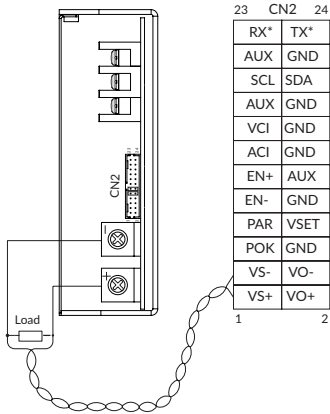 23 CN2 24
RX* TX*
AUX GND
SCL SDA
AUX GND
VCI GND
ACI GND
EN+ AUX
EN- GND
PAR VSET
POK GND
VS- VO-
VS+ VO+
1 2
CN2
−
+
Load